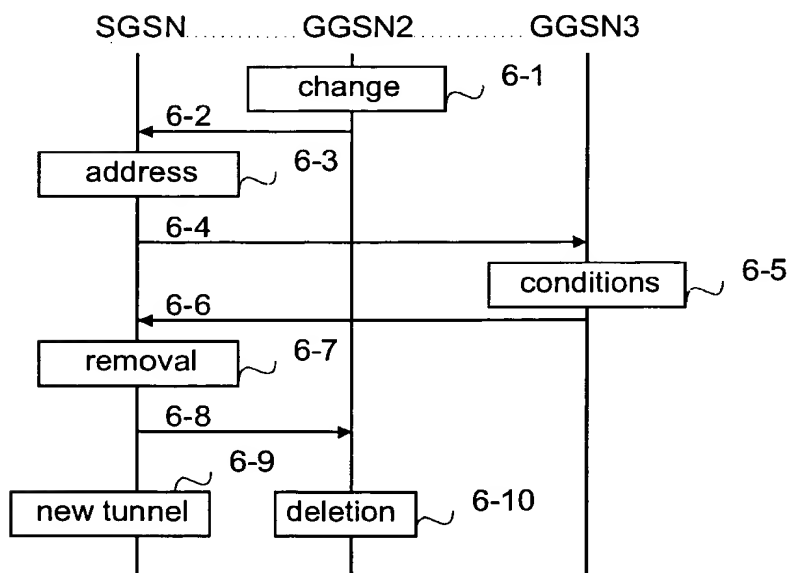 SGSN GGSN2 GGSN3
change 6-1
6-2
address 6-3
6-4
conditions 6-5
6-6
removal 6-7
6-8
new tunnel 6-9
deletion 6-10